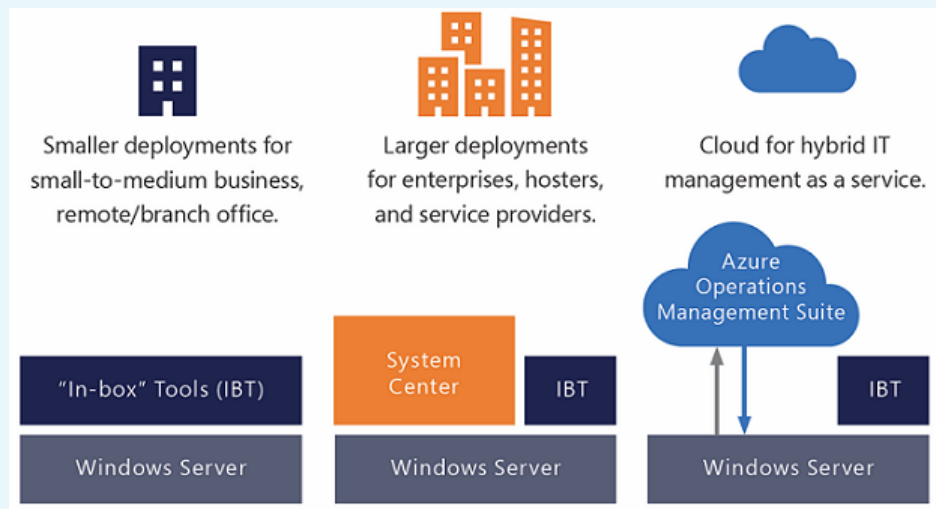 Smaller deployments for
small-to-medium business,
remote/branch office.
Larger deployments
for enterprises, hosters,
and service providers.
Cloud for hybrid IT
management as a service.
"In-box" Tools (IBT)
Windows Server
System
Center
IBT
Windows Server
Azure
Operations
Management Suite
IBT
Windows Server